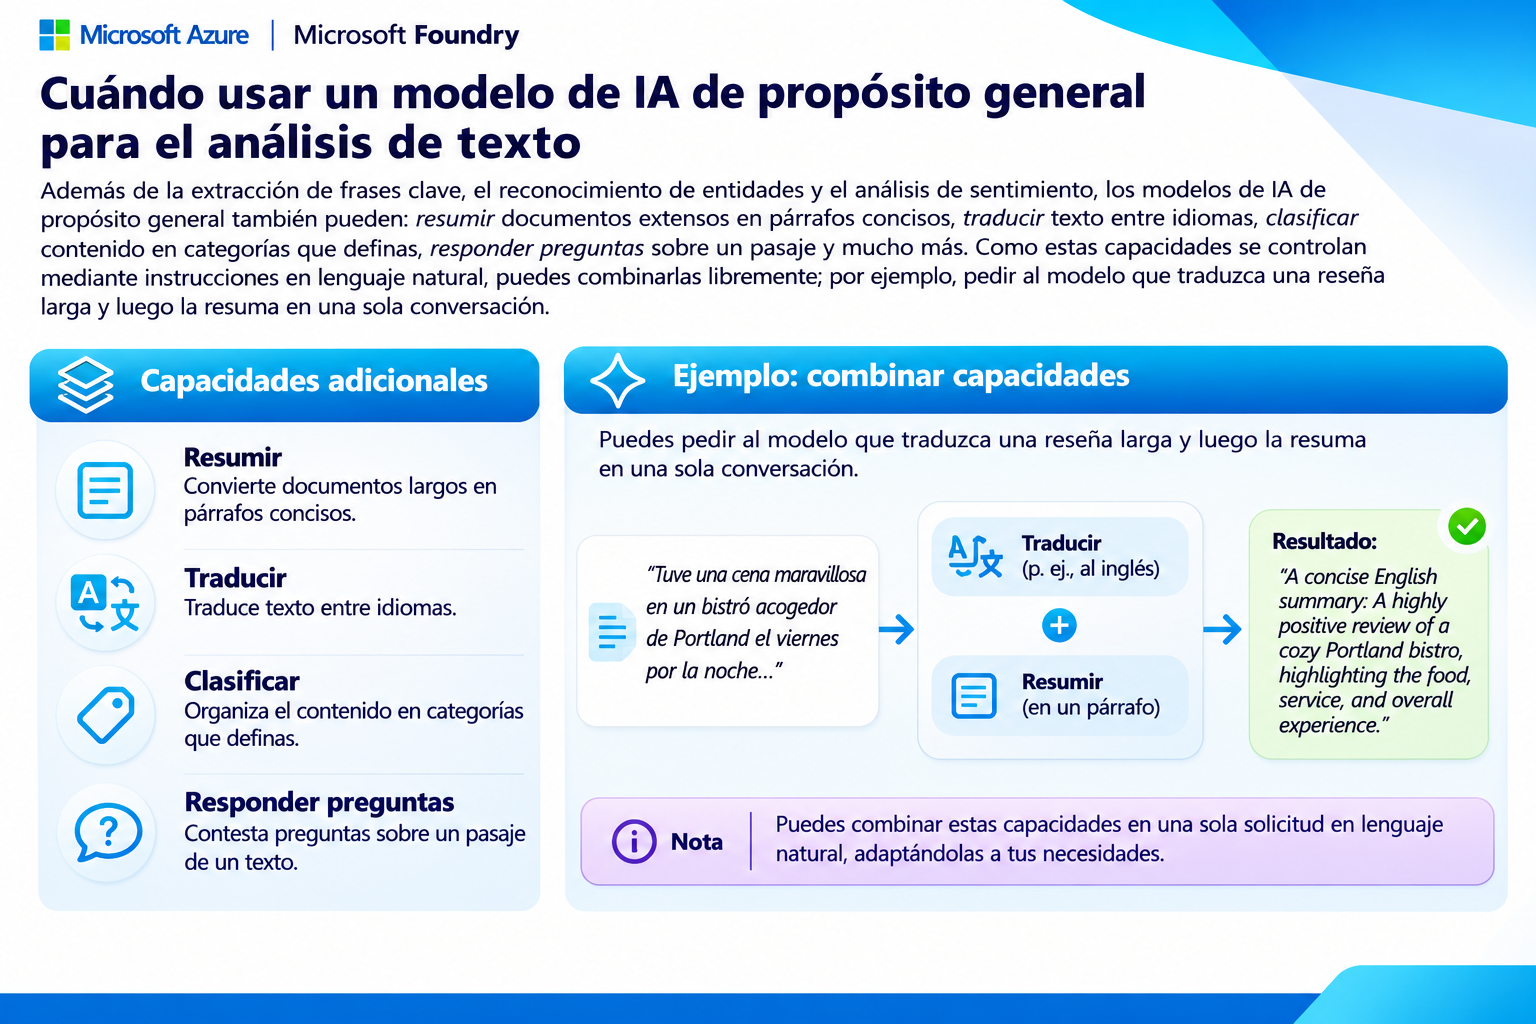 Microsoft Azure | Microsoft Foundry
Cuándo usar un modelo de IA de propósito general
para el análisis de texto
Además de la extracción de frases clave, el reconocimiento de entidades y el análisis de sentimiento, los modelos de IA de
propósito general también pueden: resumir documentos extensos en párrafos concisos, traducir texto entre idiomas, clasificar
contenido en categorías que definas, responder preguntas sobre un pasaje y mucho más. Como estas capacidades se controlan
mediante instrucciones en lenguaje natural, puedes combinarlas libremente; por ejemplo, pedir al modelo que traduzca una reseña
larga y luego la resuma en una sola conversación.
Capacidades adicionales
Resumir
Convierte documentos largos en
párrafos concisos.
A 文
Traducir
Traduce texto entre idiomas.
Clasificar
Organiza el contenido en categorías
que definas.
?
Responder preguntas
Contesta preguntas sobre un pasaje
de un texto.
Ejemplo: combinar capacidades
Puedes pedir al modelo que traduzca una reseña larga y luego la resuma
en una sola conversación.
“Tuve una cena maravillosa
en un bistró acogedor
de Portland el viernes
por la noche...”
A 文
Traducir
(p. ej., al inglés)
+
Resumir
(en un párrafo)
Resultado:
“A concise English
summary: A highly
positive review of a
cozy Portland bistro,
highlighting the food,
service, and overall
experience.”
i
Nota
Puedes combinar estas capacidades en una sola solicitud en lenguaje
natural, adaptándolas a tus necesidades.